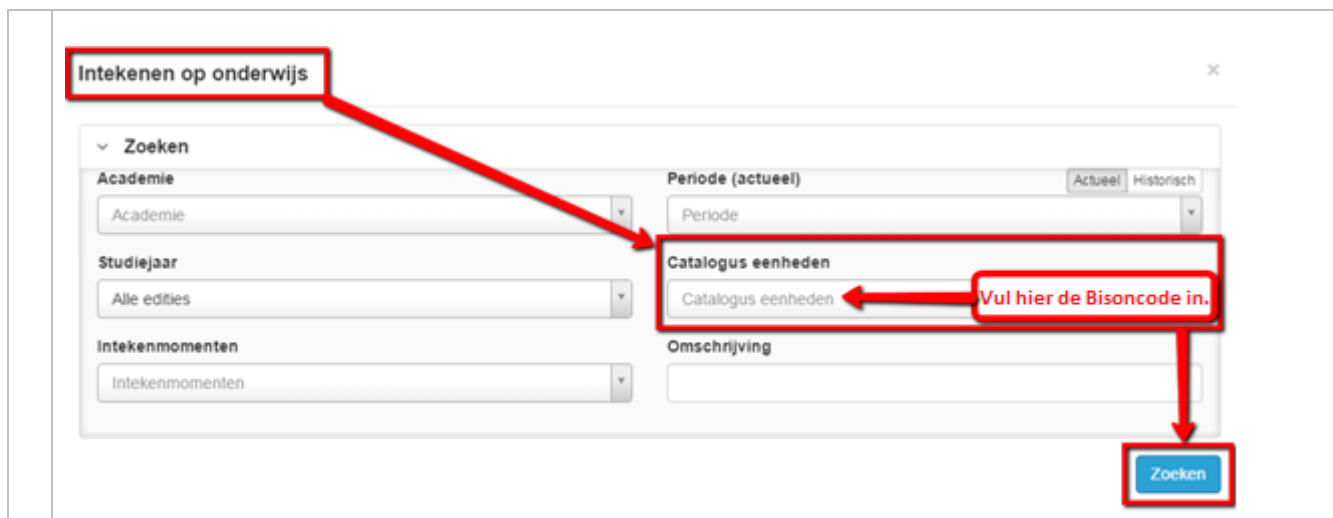 Intekenen op onderwijs
×
Zoeken
Academie
Periode (actueel)
Actueel Historisch
Academie
Periode
Studiejaar
Catalogus eenheden
Alle edities
Catalogus eenheden
Vul hier de Bisoncode in.
Intekenmomenten
Omschrijving
Intekenmomenten
Zoeken